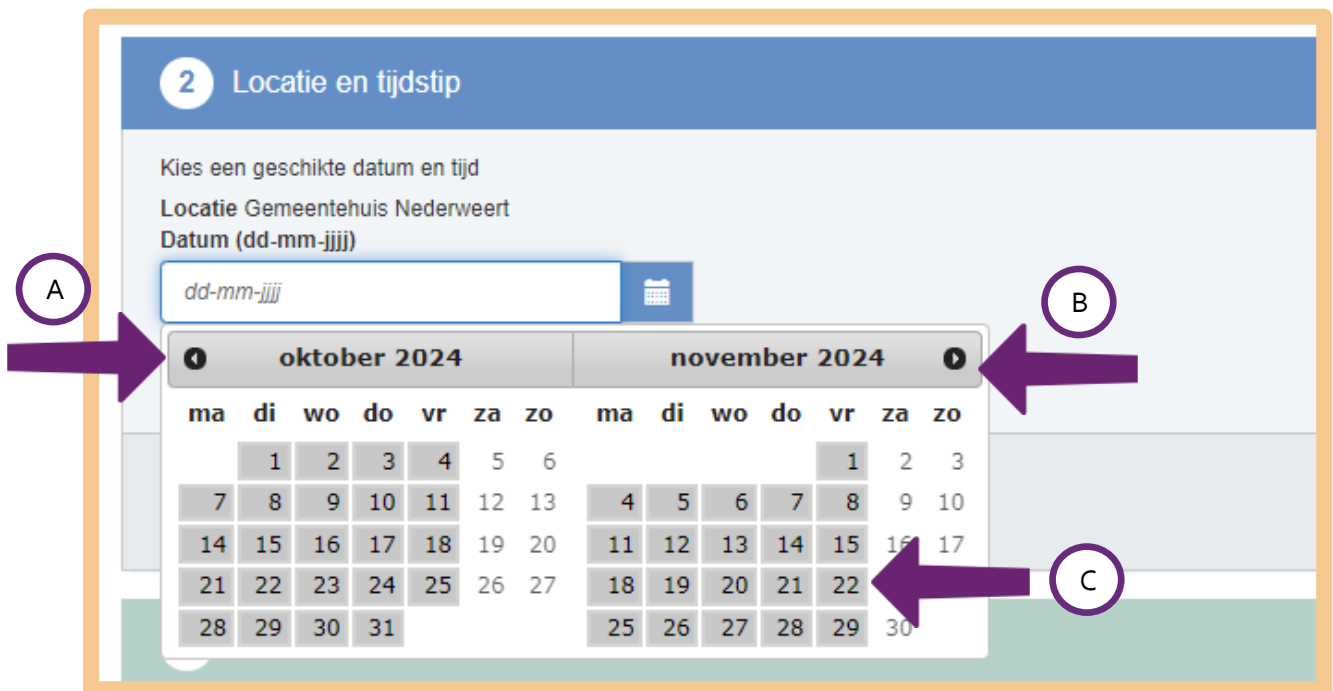 2 Locatie en tijdstip
Kies een geschikte datum en tijd
Locatie Gemeentehuis Nederweert
Datum (dd-mm-jjjj)
A
dd-mm-jjjj
B
oktober 2024 november 2024
ma di wo do vr za zo ma di wo do vr za zo
1 2 3 4 5 6 1 2 3
7 8 9 10 11 12 13 4 5 6 7 8 9 10
14 15 16 17 18 19 20 11 12 13 14 15 16 17
21 22 23 24 25 26 27 18 19 20 21 22
C
28 29 30 31 25 26 27 28 29 30